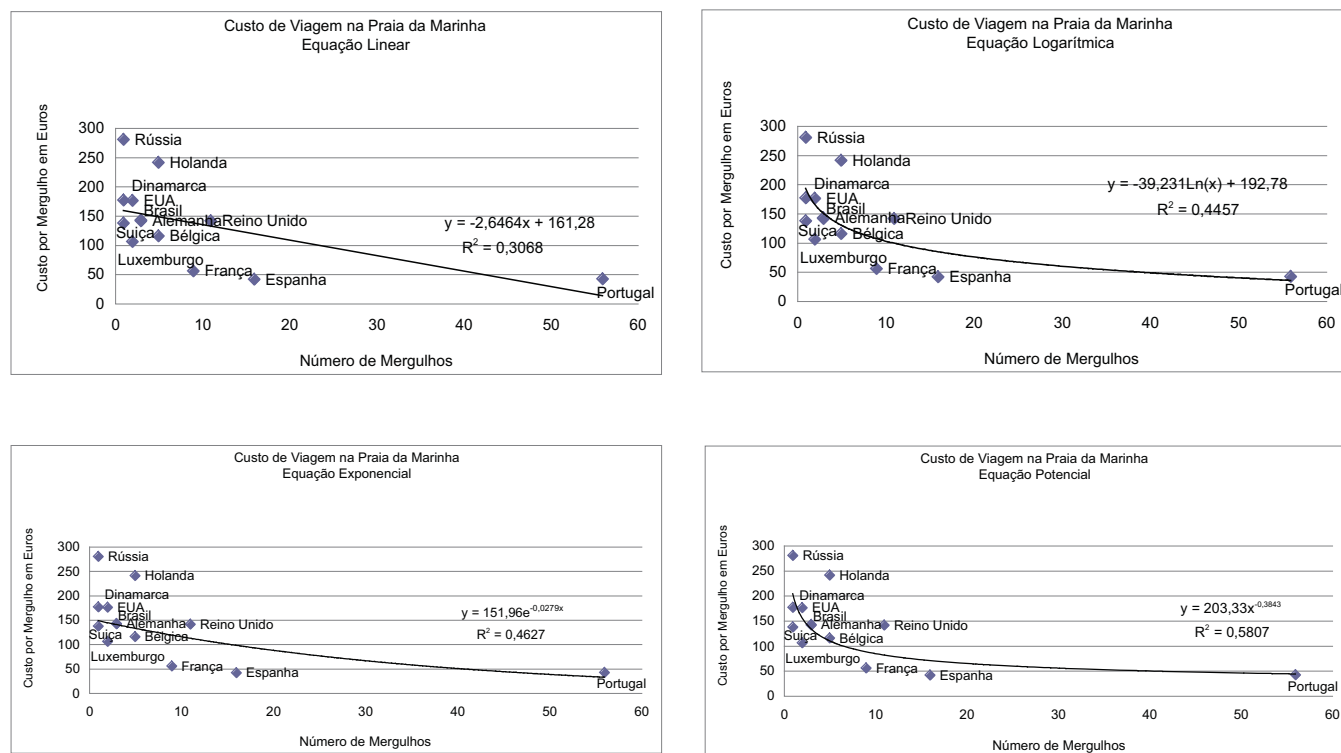 Custo de Viagem na Praia da Marinha
Equação Linear
Custo por Mergulho em Euros
300
250
200
150
100
50
0
Rússia
Holanda
Dinamarca
EUA
Brasil
Alemanha
Reino Unido
Suiça
Bélgica
Luxemburgo
França
Espanha
Portugal
y = -2,6464x + 161,28
R² = 0,3068
0 10 20 30 40 50 60
Número de Mergulhos
Custo de Viagem na Praia da Marinha
Equação Logarítmica
Custo por Mergulho em Euros
300
250
200
150
100
50
0
Rússia
Holanda
Dinamarca
EUA
Brasil
Alemanha
Reino Unido
Suiça
Bélgica
Luxemburgo
França
Espanha
Portugal
y = -39,231Ln(x) + 192,78
R² = 0,4457
0 10 20 30 40 50 60
Número de Mergulhos
Custo de Viagem na Praia da Marinha
Equação Exponencial
Custo por Mergulho em Euros
300
250
200
150
100
50
0
Rússia
Holanda
Dinamarca
EUA
Brasil
Alemanha
Reino Unido
Suiça
Bélgica
Luxemburgo
França
Espanha
Portugal
y = 151,96e⁻⁰,⁰²⁷⁹ˣ
R² = 0,4627
0 10 20 30 40 50 60
Número de Mergulhos
Custo de Viagem na Praia da Marinha
Equação Potencial
Custo por Mergulho em Euros
300
250
200
150
100
50
0
Rússia
Holanda
Dinamarca
EUA
Brasil
Alemanha
Reino Unido
Suiça
Bélgica
Luxemburgo
França
Espanha
Portugal
y = 203,33x⁻⁰,³⁸⁴³
R² = 0,5807
0 10 20 30 40 50 60
Número de Mergulhos